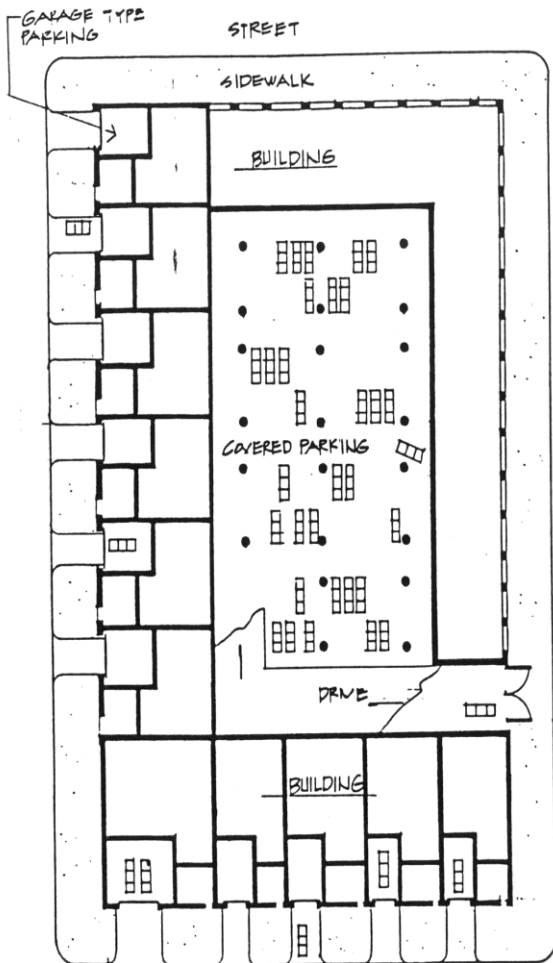 GARAGE TYPE
PARKING
STREET
SIDEWALK
BUILDING
COVERED PARKING
DRIVE
BUILDING